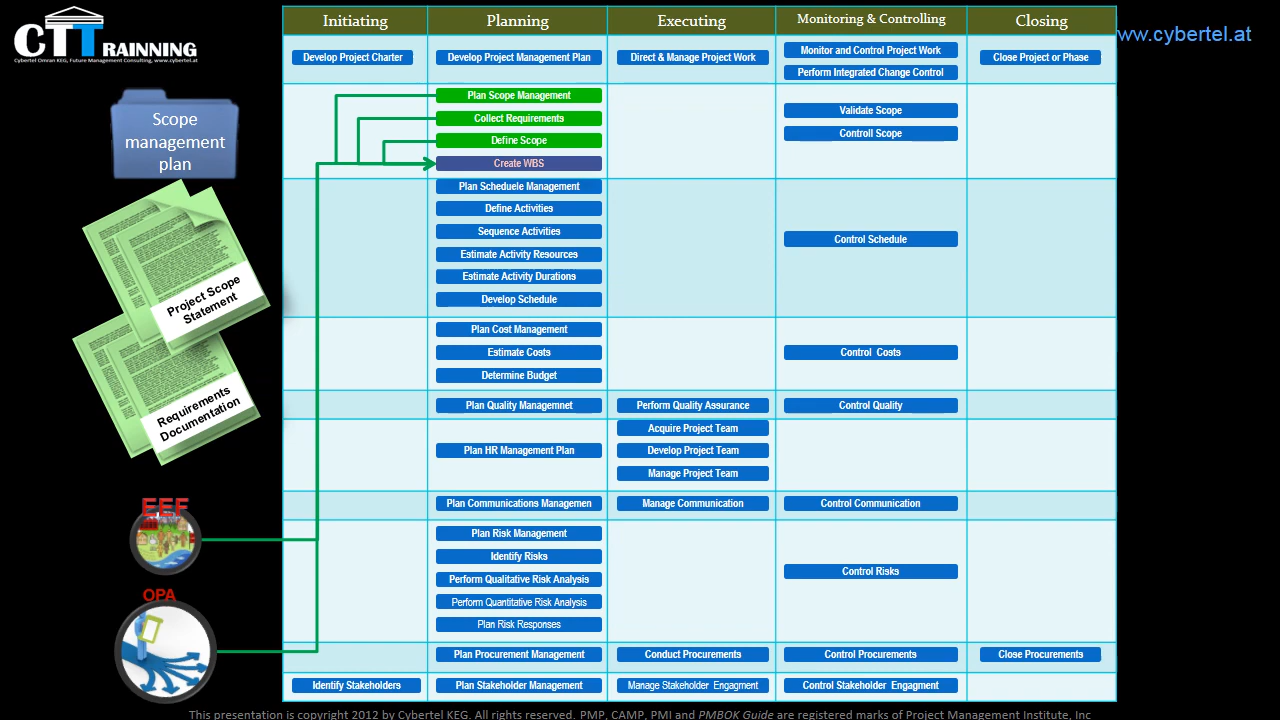 CTTRAINNING
Cybertel Omran KEG, Future Management Consulting, www.cybertel.at
Initiating
Planning
Executing
Monitoring & Controlling
Closing
ww.cybertel.at
Develop Project Charter
Develop Project Management Plan
Direct & Manage Project Work
Monitor and Control Project Work
Perform Integrated Change Control
Close Project or Phase
Scope
management
plan
Plan Scope Management
Collect Requirements
Define Scope
Create WBS
Validate Scope
Controll Scope
Plan Scheduele Management
Define Activities
Sequence Activities
Estimate Activity Resources
Estimate Activity Durations
Develop Schedule
Control Schedule
Project Scope
Statement
Plan Cost Management
Estimate Costs
Determine Budget
Control Costs
Requirements
Documentation
Plan Quality Managemnet
Perform Quality Assurance
Control Quality
Plan HR Management Plan
Acquire Project Team
Develop Project Team
Manage Project Team
Plan Communications Managemen
Manage Communication
Control Communication
EEF
Plan Risk Management
Identify Risks
Perform Qualitative Risk Analysis
Perform Quantitative Risk Analysis
Plan Risk Responses
Control Risks
OPA
Plan Procurement Management
Conduct Procurements
Control Procurements
Close Procurements
Identify Stakeholders
Plan Stakeholder Management
Manage Stakeholder Engagment
Control Stakeholder Engagment
This presentation is copyright 2012 by Cybertel KEG. All rights reserved. PMP, CAMP, PMI and PMBOK Guide are registered marks of Project Management Institute, Inc